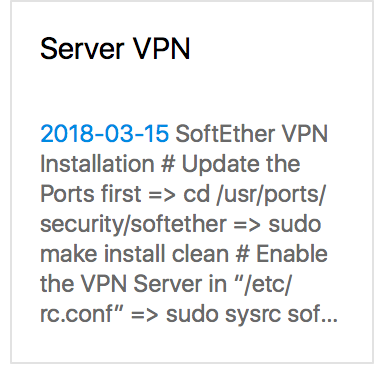 Server VPN
2018-03-15 SoftEther VPN
Installation # Update the
Ports first => cd /usr/ports/
security/softether => sudo
make install clean # Enable
the VPN Server in "/etc/
rc.conf" => sudo sysrc sof...